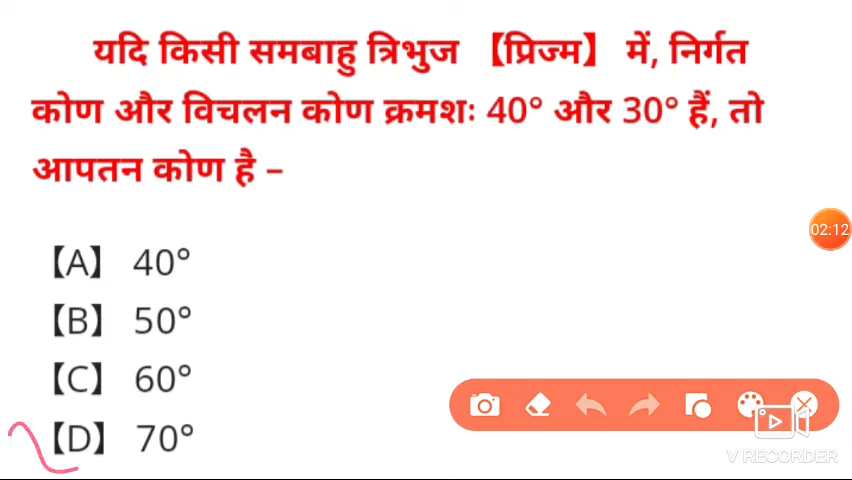 यदि किसी समबाहु त्रिभुज 【प्रिज्म】 में, निर्गत
कोण और विचलन कोण क्रमशः 40° और 30° हैं, तो
आपतन कोण है –
【A】 40°
【B】 50°
【C】 60°
【D】 70°
02:12
V RECORDER